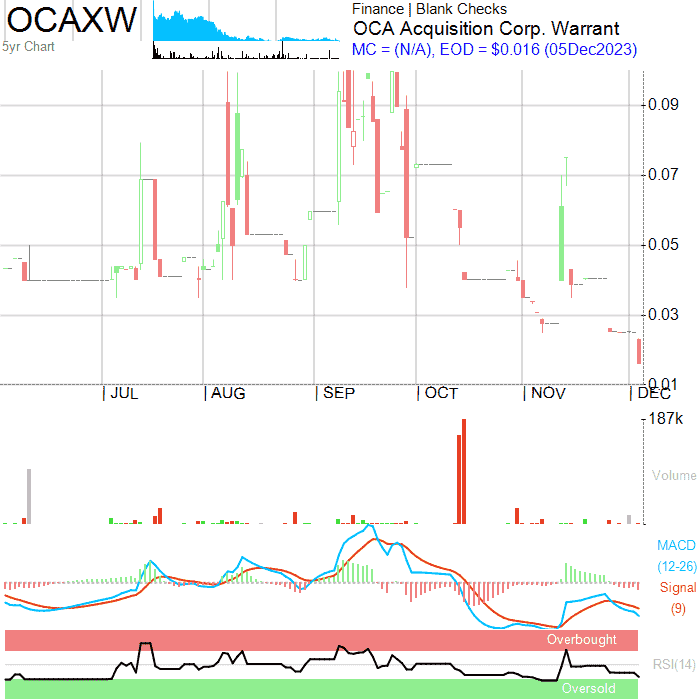 OCAXW
5yr Chart
Finance | Blank Checks
OCA Acquisition Corp. Warrant
MC = (N/A), EOD = $0.016 (05Dec2023)
0.09
0.07
0.05
0.03
0.01
| JUL | AUG | SEP | OCT | NOV | DEC
187k
Volume
MACD
(12-26)
Signal
(9)
Overbought
RSI(14)
Oversold